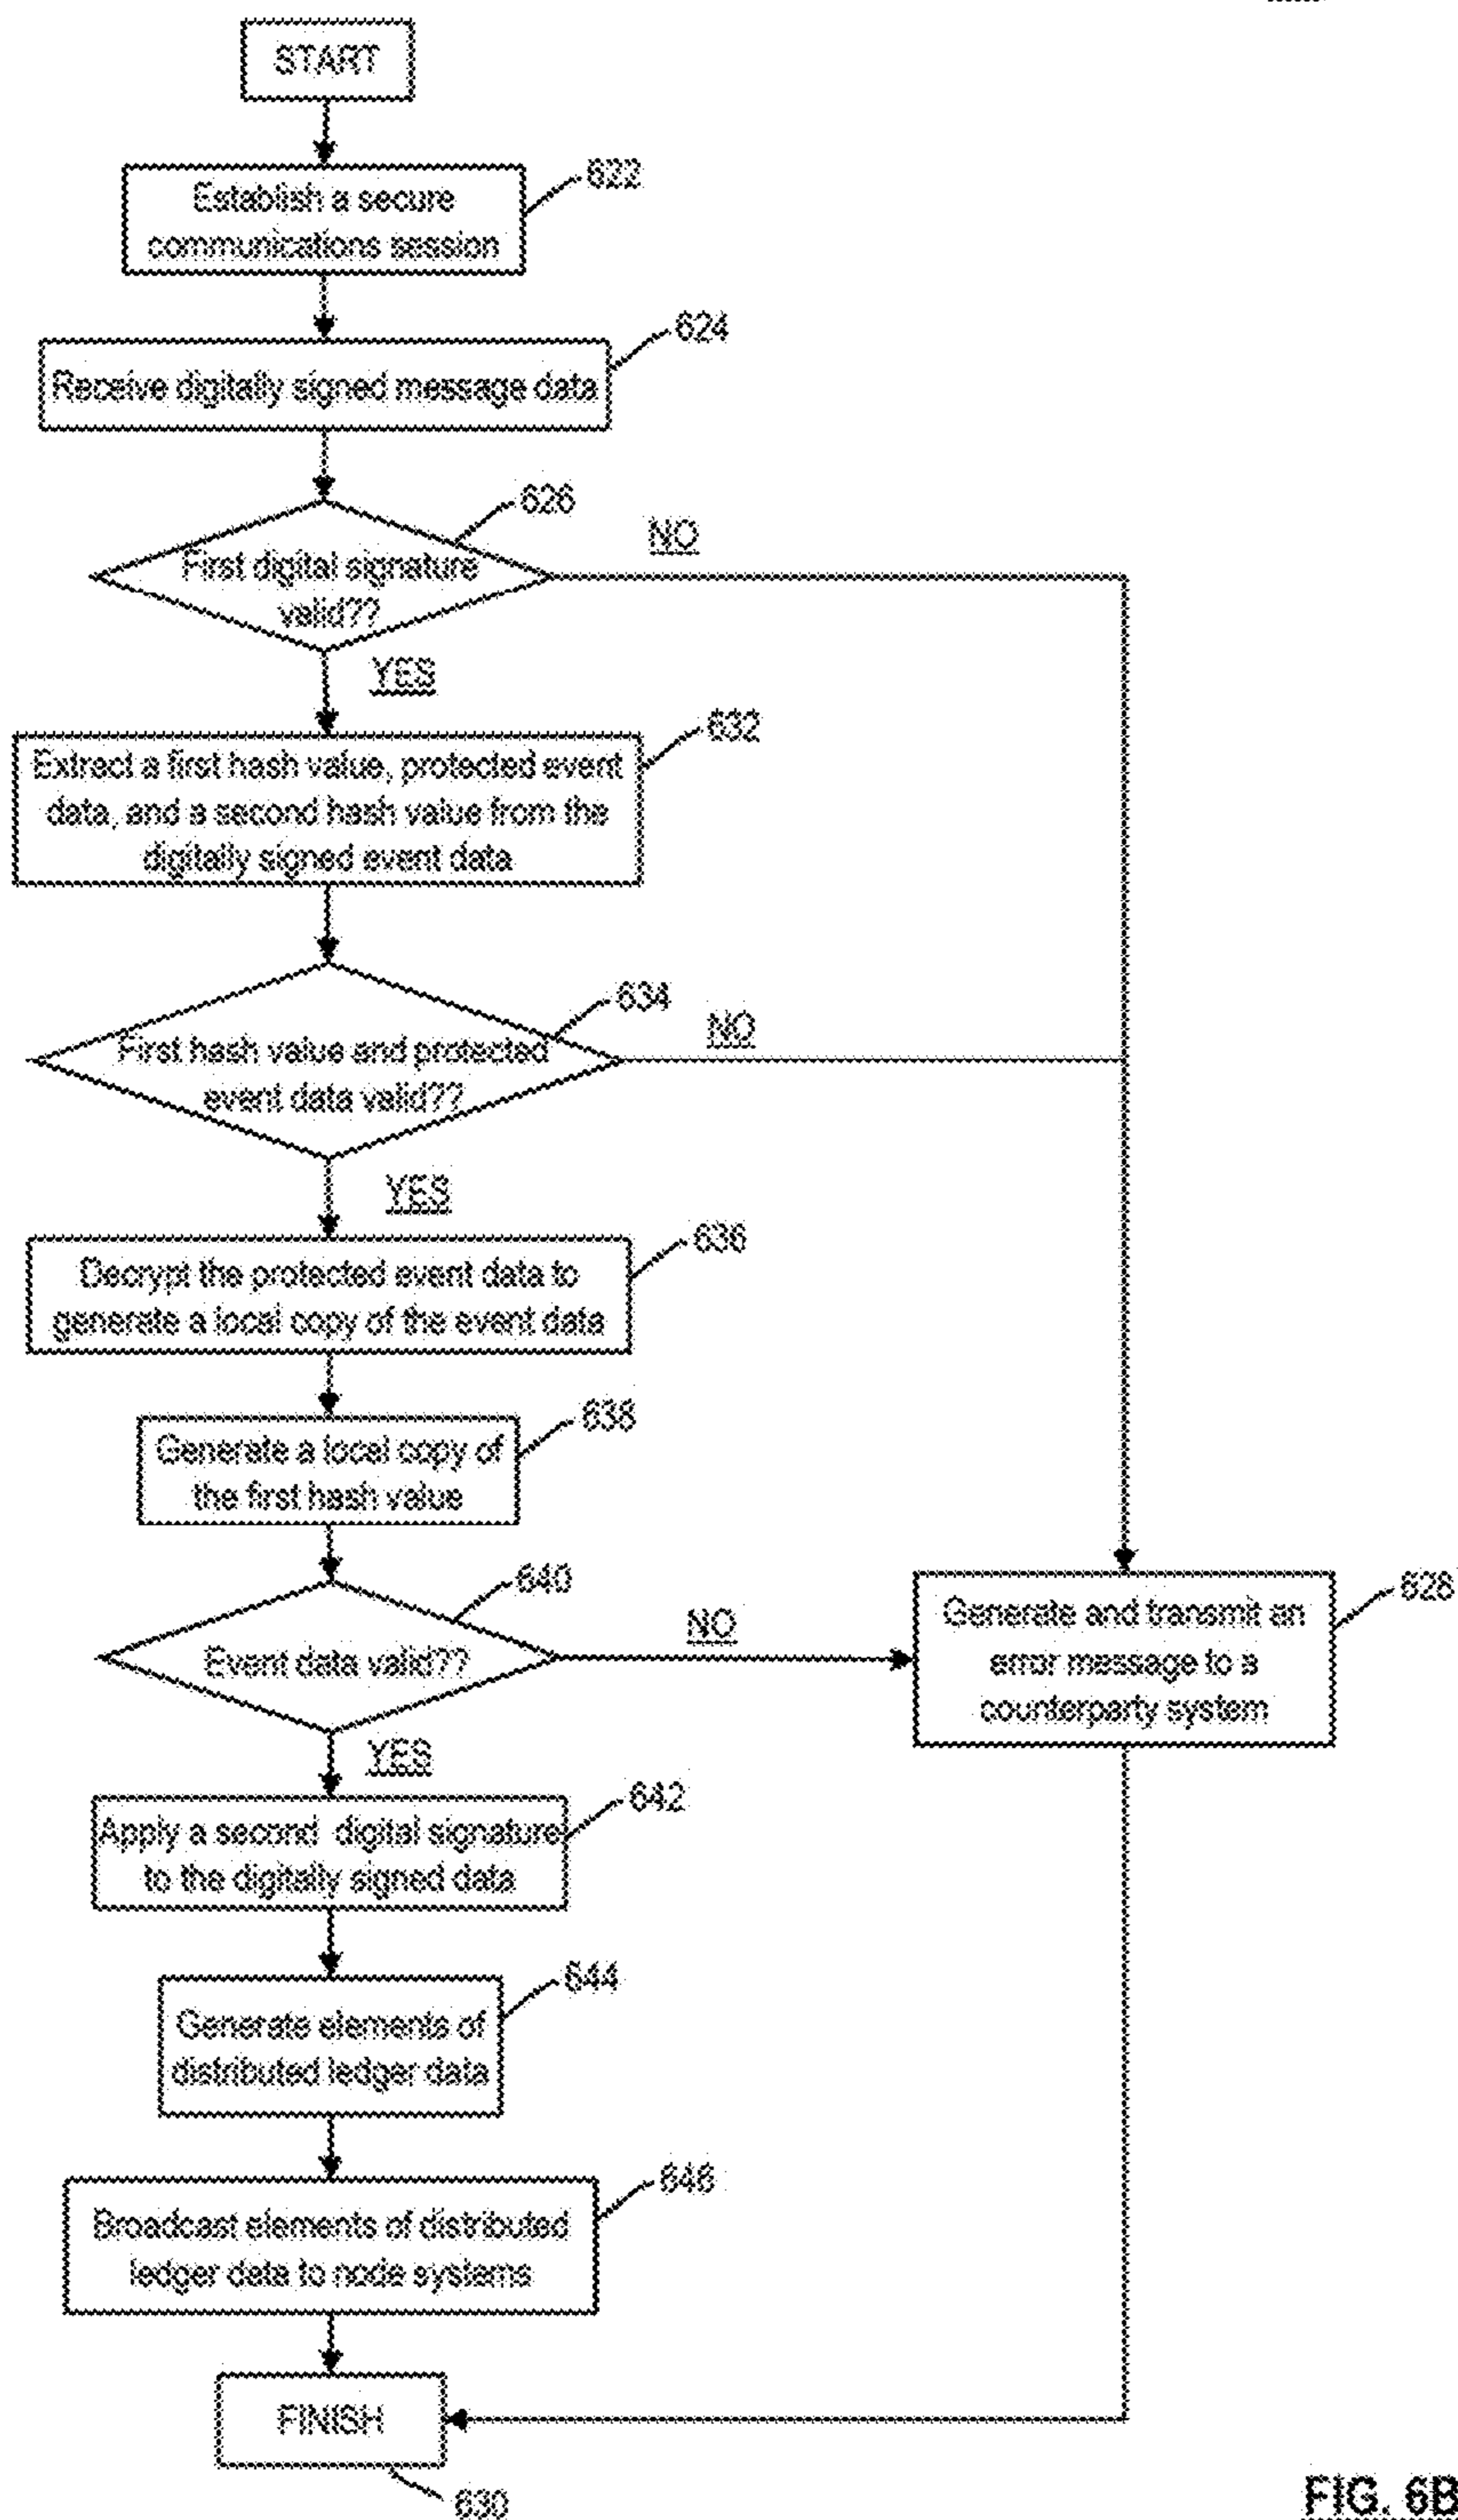 START
622
Establish a secure
communications session
624
Receive digitally signed message data
626
First digital signature
valid??
NO
YES
632
Extract a first hash value, protected event
data, and a second hash value from the
digitally signed event data
634
First hash value and protected
event data valid??
NO
YES
636
Decrypt the protected event data to
generate a local copy of the event data
638
Generate a local copy of
the first hash value
640
Event data valid??
NO
628
Generate and transmit an
error message to a
counterparty system
YES
642
Apply a second digital signature
to the digitally signed data
644
Generate elements of
distributed ledger data
646
Broadcast elements of distributed
ledger data to node systems
FINISH
630
FIG. 6B